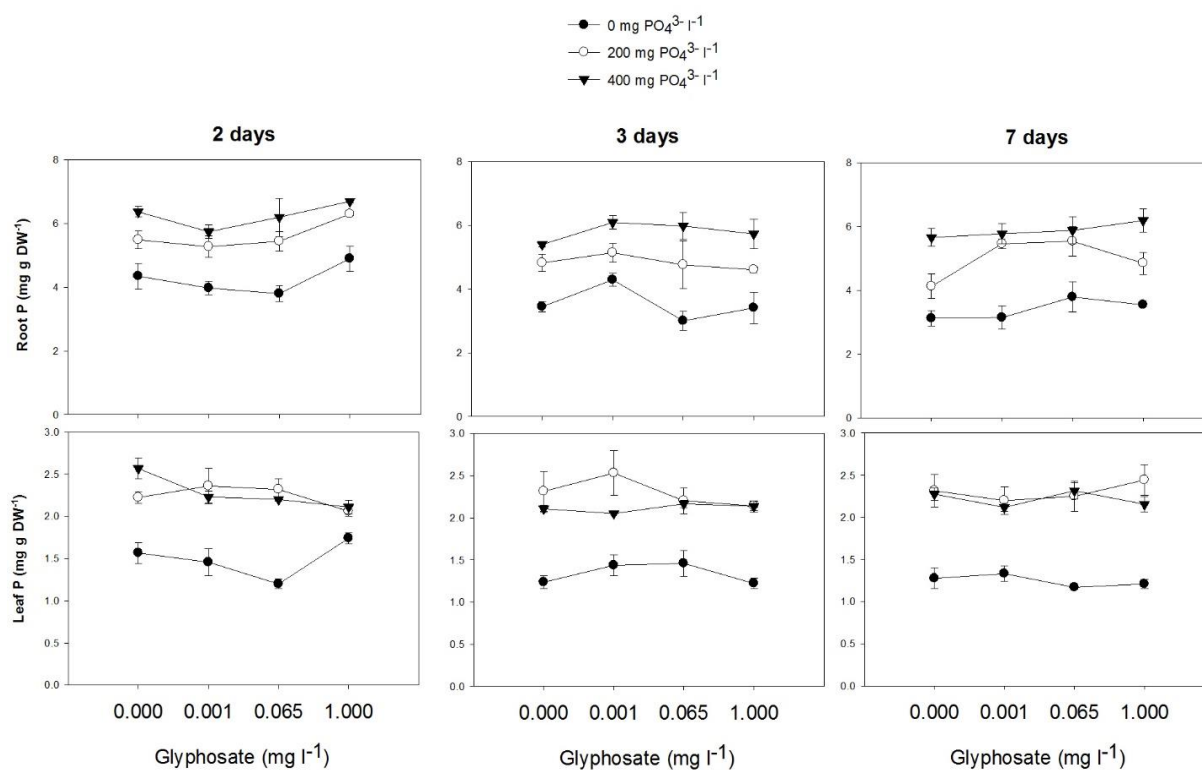 0 mg PO₄³⁻ l⁻¹
200 mg PO₄³⁻ l⁻¹
400 mg PO₄³⁻ l⁻¹
2 days
3 days
7 days
Root P (mg g DW⁻¹)
8
6
4
2
0
8
6
4
2
0
8
6
4
2
0
Leaf P (mg g DW⁻¹)
3.0
2.5
2.0
1.5
1.0
0.5
0.0
3.0
2.5
2.0
1.5
1.0
0.5
0.0
3.0
2.5
2.0
1.5
1.0
0.5
0.0
0.000 0.001 0.065 1.000
0.000 0.001 0.065 1.000
0.000 0.001 0.065 1.000
Glyphosate (mg l⁻¹)
Glyphosate (mg l⁻¹)
Glyphosate (mg l⁻¹)